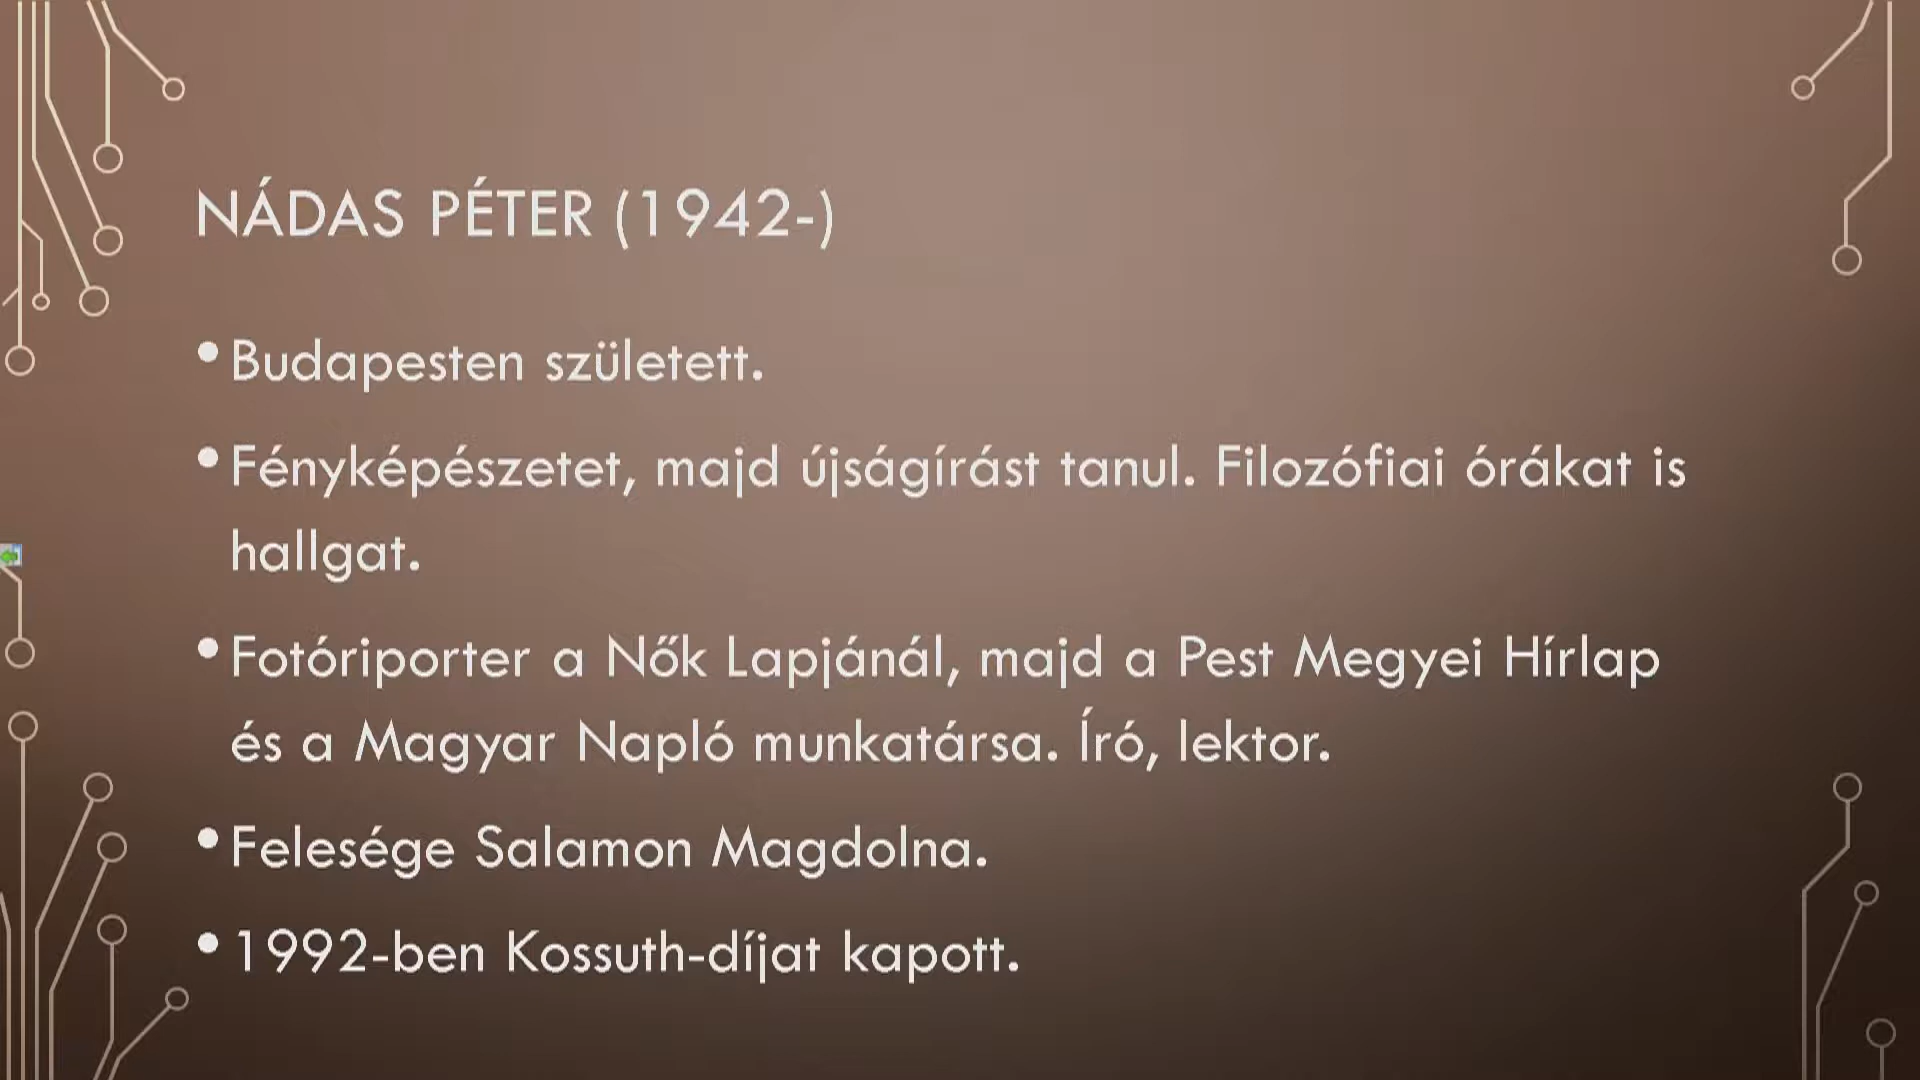 NÁDAS PÉTER (1942-)
•Budapesten született.
•Fényképészetet, majd újságírást tanul. Filozófiai órákat is
hallgat.
•Fotóriporter a Nők Lapjánál, majd a Pest Megyei Hírlap
és a Magyar Napló munkatársa. Író, lektor.
•Felesége Salamon Magdolna.
•1992-ben Kossuth-díjat kapott.